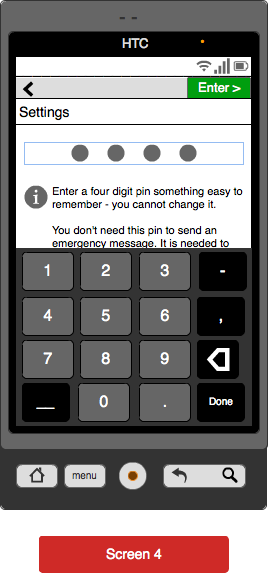 HTC
Enter >
Settings
Enter a four digit pin something easy to
remember - you cannot change it.
You don't need this pin to send an
emergency message. It is needed to
1 2 3 -
4 5 6 ,
7 8 9
__ 0 . Done
menu
Screen 4